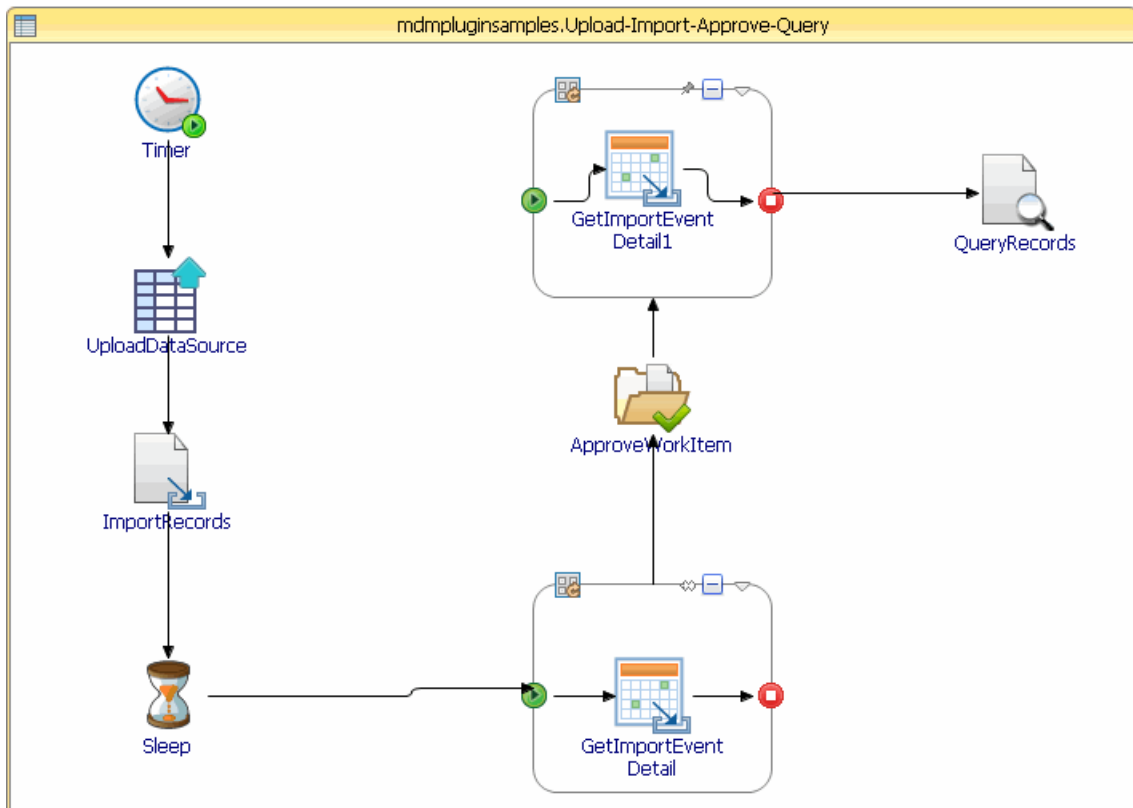 mdmpluginsamples.Upload-Import-Approve-Query
Timer
UploadDataSource
ImportRecords
Sleep
GetImportEvent
Detail
ApproveWorkItem
GetImportEvent
Detail1
QueryRecords